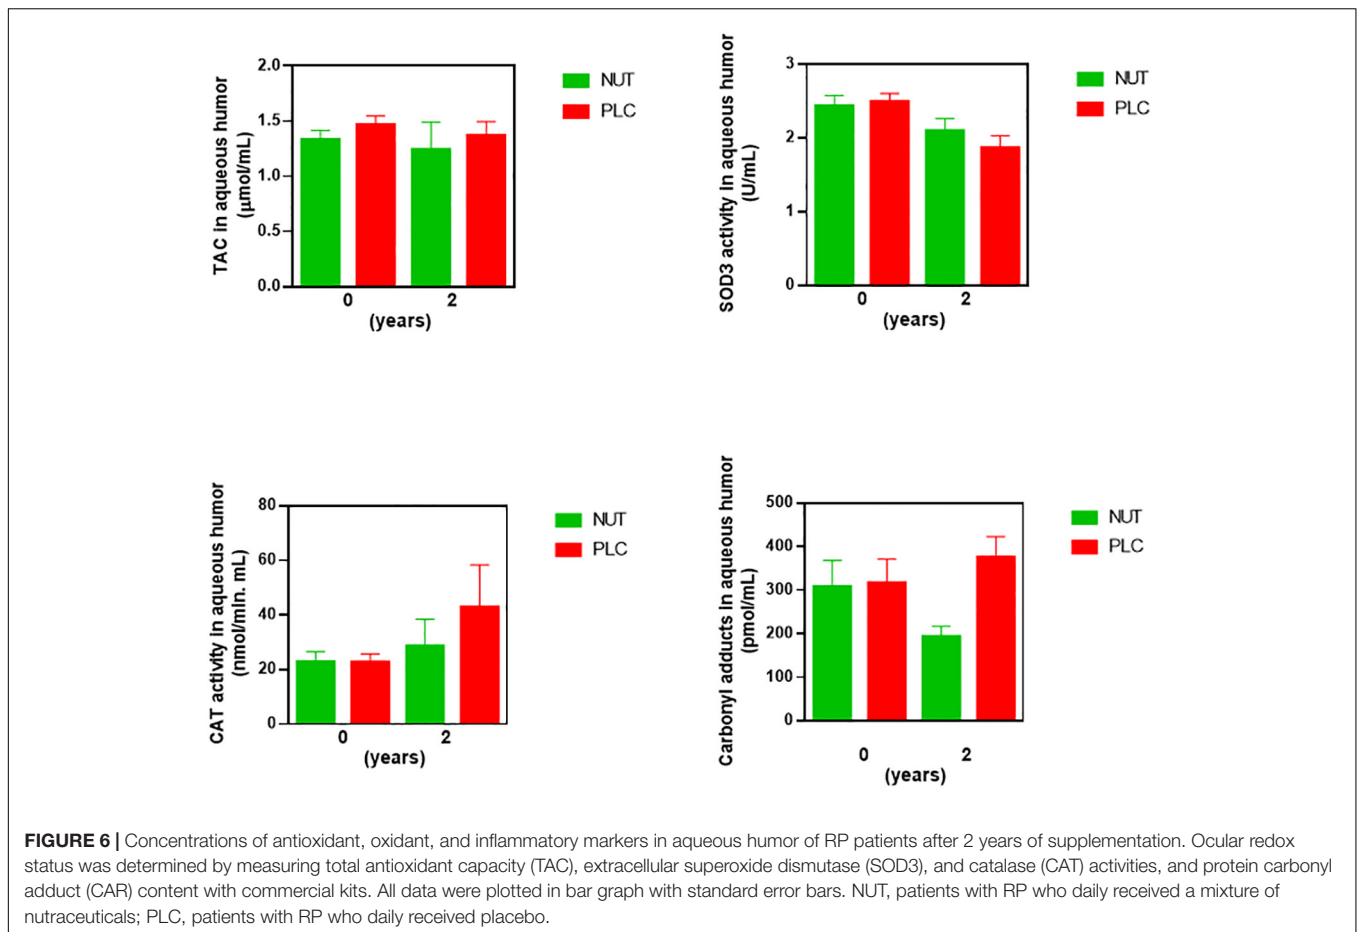 TAC in aqueous humor
(µmol/mL)
2.0
1.5
1.0
0.5
0.0
0
2
(years)
NUT
PLC
SOD3 activity in aqueous humor
(U/mL)
3
2
1
0
0
2
(years)
NUT
PLC
CAT activity in aqueous humor
(nmol/min. mL)
80
60
40
20
0
0
2
(years)
NUT
PLC
Carbonyl adducts in aqueous humor
(pmol/mL)
500
400
300
200
100
0
0
2
(years)
NUT
PLC
FIGURE 6 | Concentrations of antioxidant, oxidant, and inflammatory markers in aqueous humor of RP patients after 2 years of supplementation. Ocular redox
status was determined by measuring total antioxidant capacity (TAC), extracellular superoxide dismutase (SOD3), and catalase (CAT) activities, and protein carbonyl
adduct (CAR) content with commercial kits. All data were plotted in bar graph with standard error bars. NUT, patients with RP who daily received a mixture of
nutraceuticals; PLC, patients with RP who daily received placebo.